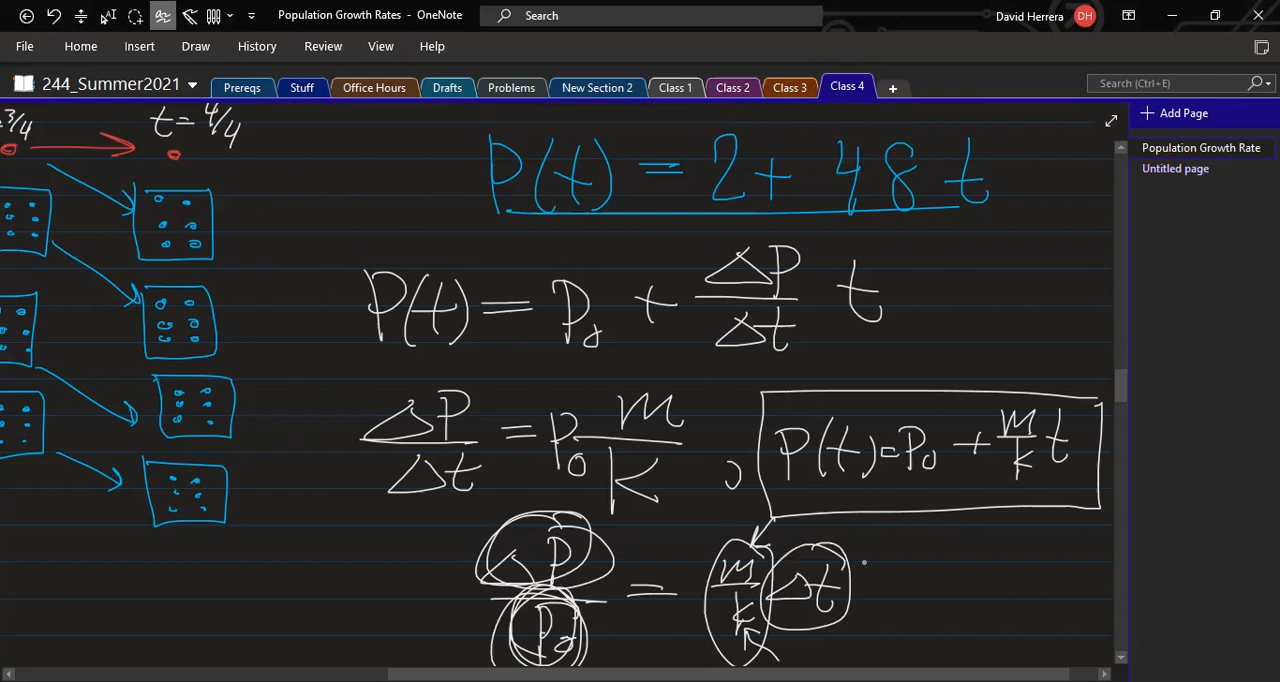 Population Growth Rates - OneNote
Search
David Herrera
DH
File Home Insert Draw History Review View Help
244_Summer2021
Prereqs Stuff Office Hours Drafts Problems New Section 2 Class 1 Class 2 Class 3 Class 4
Search (Ctrl+E)
Add Page
Population Growth Rate
Untitled page
3/4
t = 4/4
P(t) = 2 + 48 t
P(t) = P₀ + ΔP/Δt t
ΔP/Δt = P₀ m/k ,
P(t) = P₀ + m/k t
ΔP/P₀ = m/k Δt